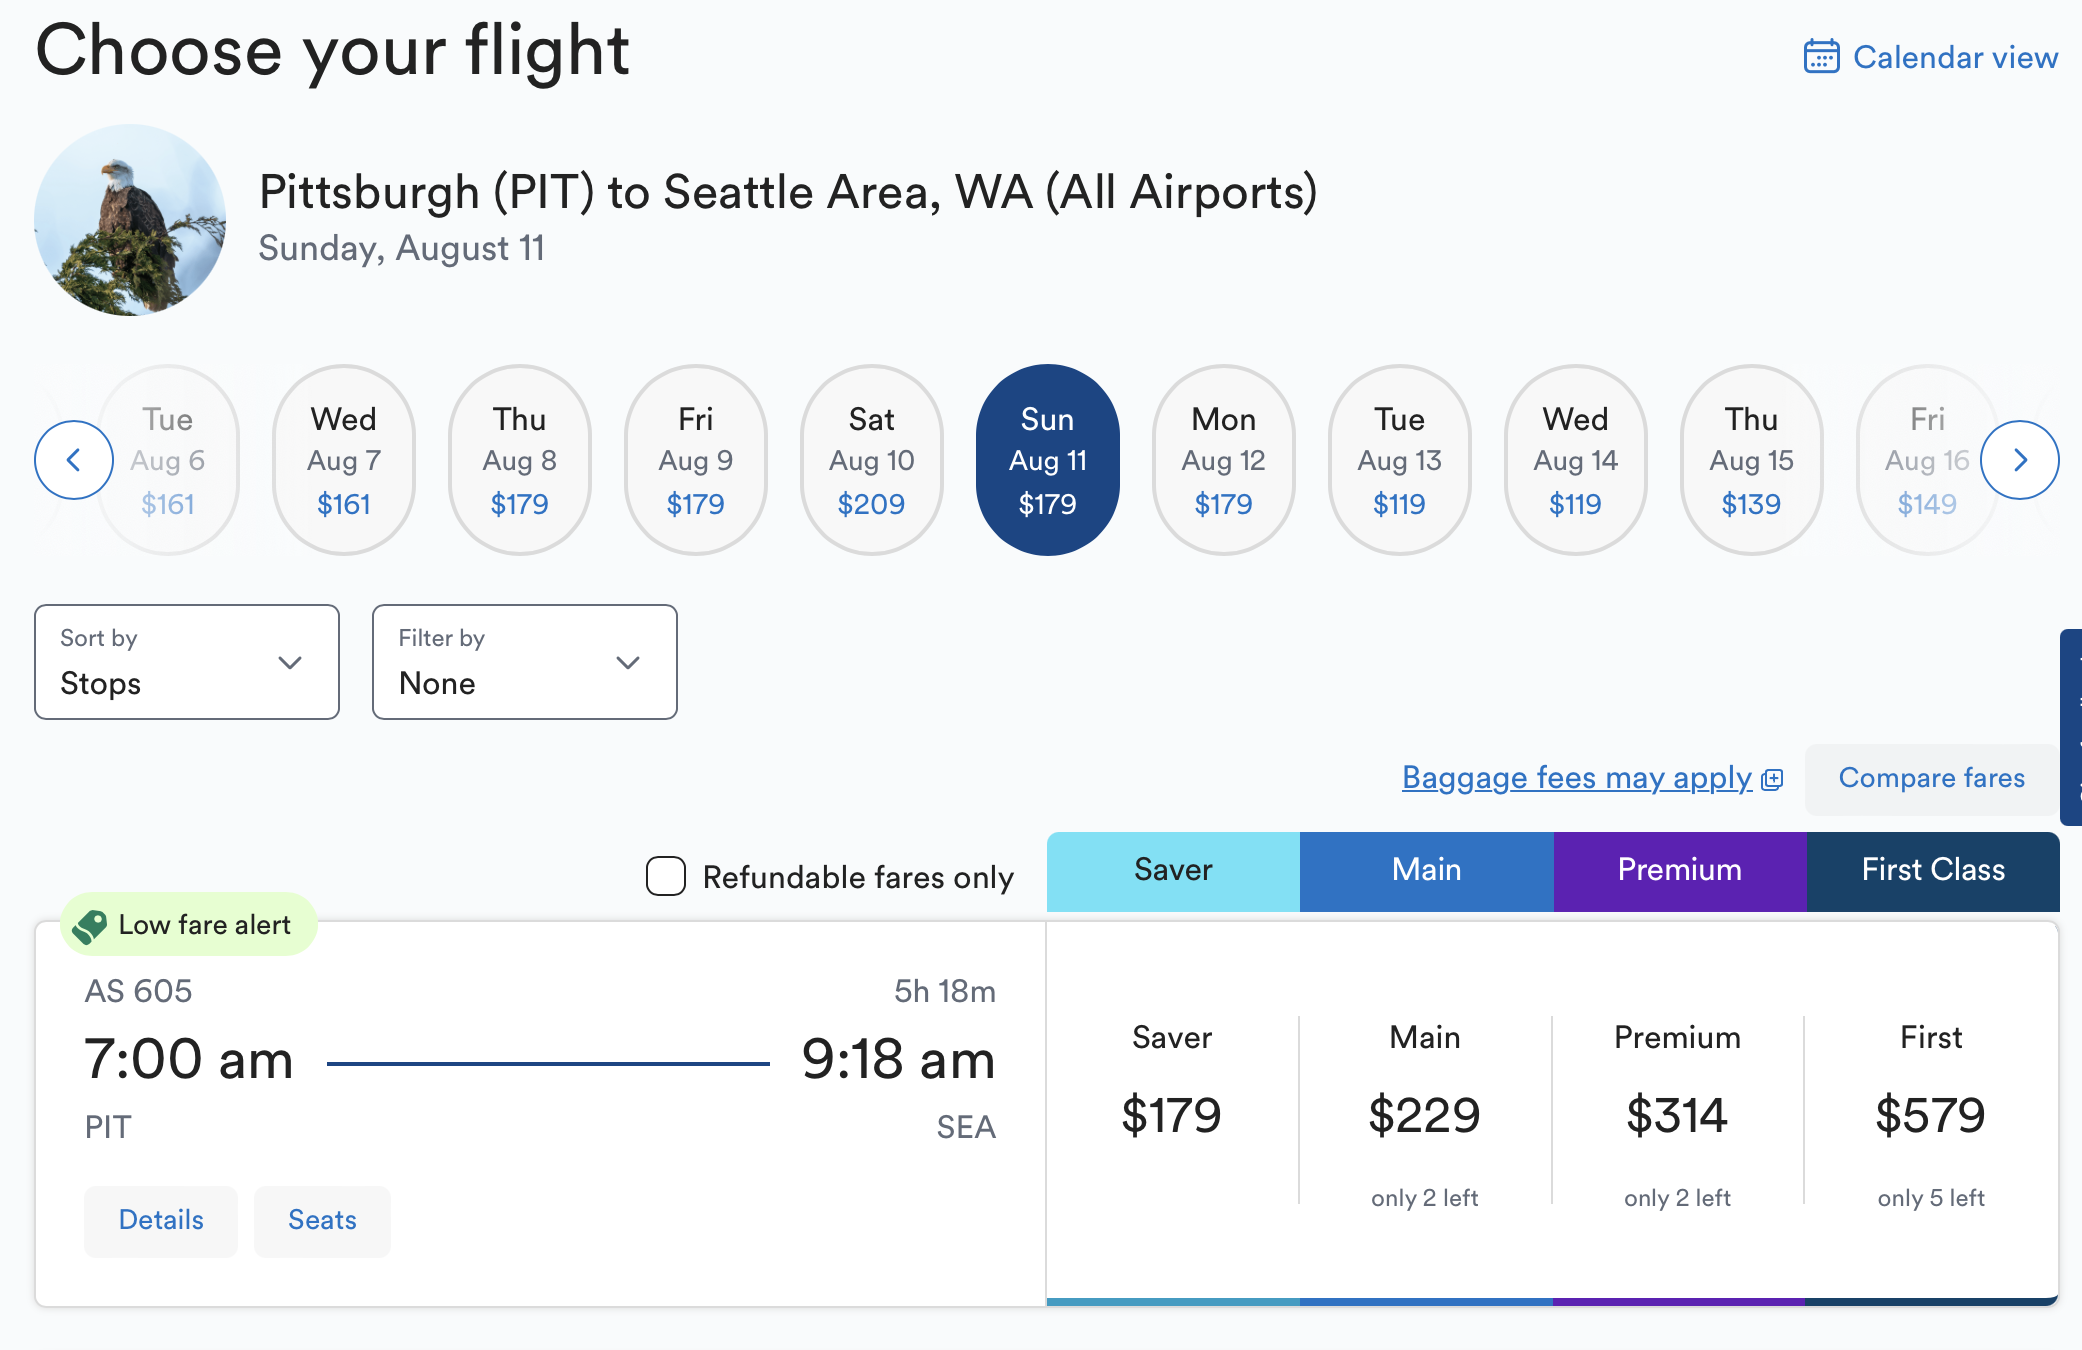 Choose your flight
Calendar view
Pittsburgh (PIT) to Seattle Area, WA (All Airports)
Sunday, August 11
Tue Wed Thu Fri Sat Sun Mon Tue Wed Thu Fri
Aug 6 Aug 7 Aug 8 Aug 9 Aug 10 Aug 11 Aug 12 Aug 13 Aug 14 Aug 15 Aug 16
$161 $161 $179 $179 $209 $179 $179 $119 $119 $139 $149
Sort by
Stops
Filter by
None
Baggage fees may apply
Compare fares
Refundable fares only
Saver Main Premium First Class
Low fare alert
AS 605 5h 18m
7:00 am 9:18 am
PIT SEA
Details Seats
Saver Main Premium First
$179 $229 $314 $579
only 2 left only 2 left only 5 left